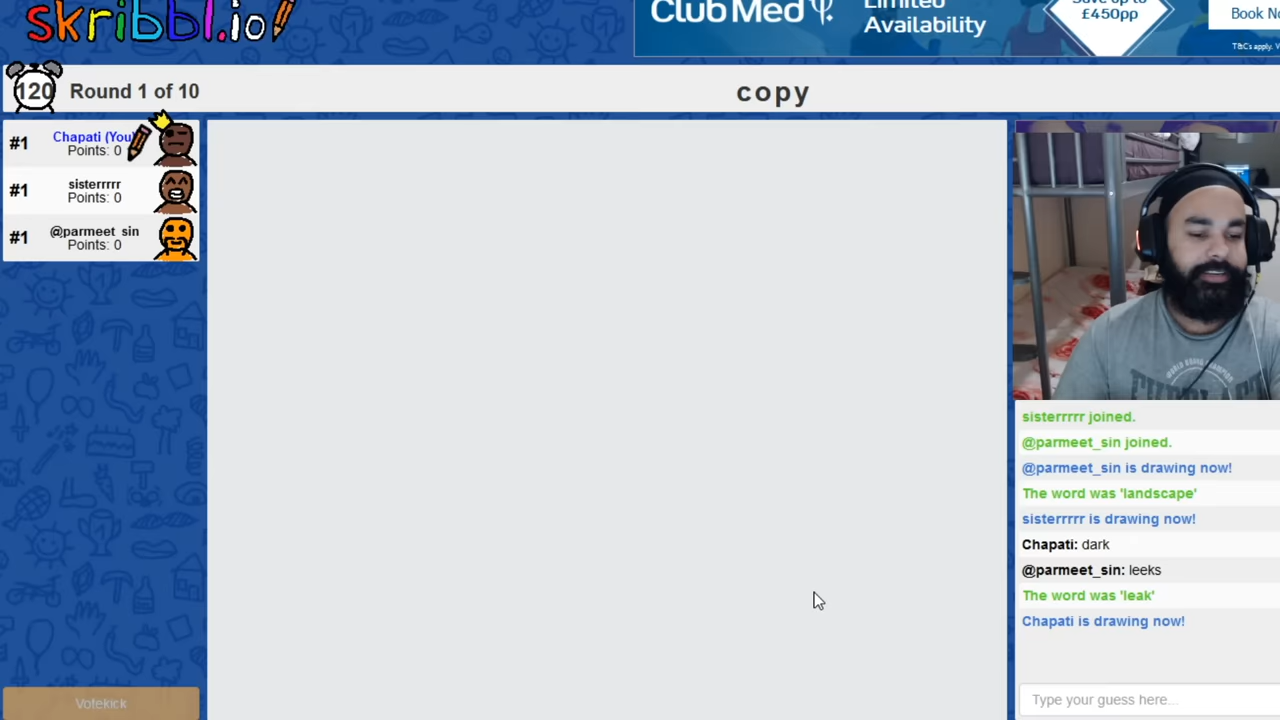 skribbl.io
Club Med
Limited
Availability
£450pp
Book
T&Cs apply.
120
Round 1 of 10
copy
#1
Chapati (You)
Points: 0
#1
sisterrrrr
Points: 0
#1
@parmeet_sin
Points: 0
sisterrrrr joined.
@parmeet_sin joined.
@parmeet_sin is drawing now!
The word was 'landscape'
sisterrrrr is drawing now!
Chapati: dark
@parmeet_sin: leeks
The word was 'leak'
Chapati is drawing now!
Type your guess here...
Votekick